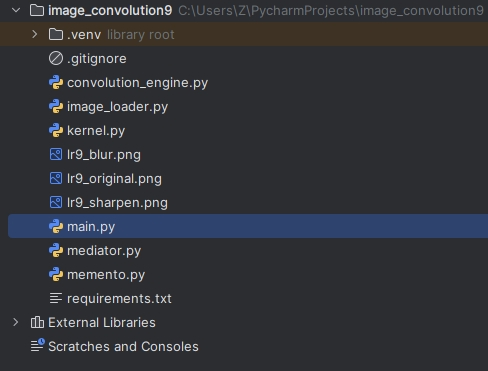 image_convolution9 C:\Users\Z\PycharmProjects\image_convolution9
.venv library root
.gitignore
convolution_engine.py
image_loader.py
kernel.py
lr9_blur.png
lr9_original.png
lr9_sharpen.png
main.py
mediator.py
memento.py
requirements.txt
External Libraries
Scratches and Consoles